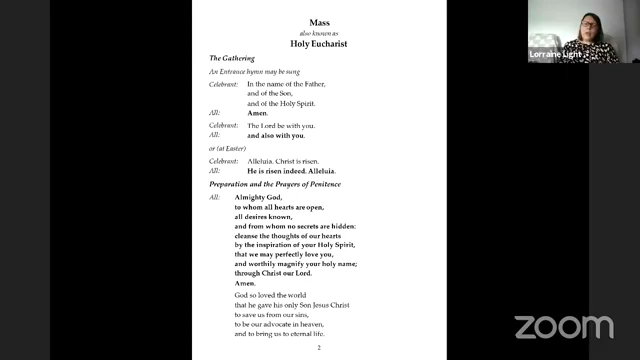 Mass
also known as
Holy Eucharist
The Gathering
An Entrance hymn may be sung
Celebrant: In the name of the Father,
and of the Son,
and of the Holy Spirit.
All: Amen.
Celebrant: The Lord be with you.
All: and also with you.
or (at Easter)
Celebrant: Alleluia. Christ is risen.
All: He is risen indeed. Alleluia.
Preparation and the Prayers of Penitence
All: Almighty God,
to whom all hearts are open,
all desires known,
and from whom no secrets are hidden:
cleanse the thoughts of our hearts
by the inspiration of your Holy Spirit,
that we may perfectly love you,
and worthily magnify your holy name;
through Christ our Lord.
Amen.
God so loved the world
that he gave his only Son Jesus Christ
to save us from our sins,
to be our advocate in heaven,
and to bring us to eternal life.
2
Lorraine Light
zoom